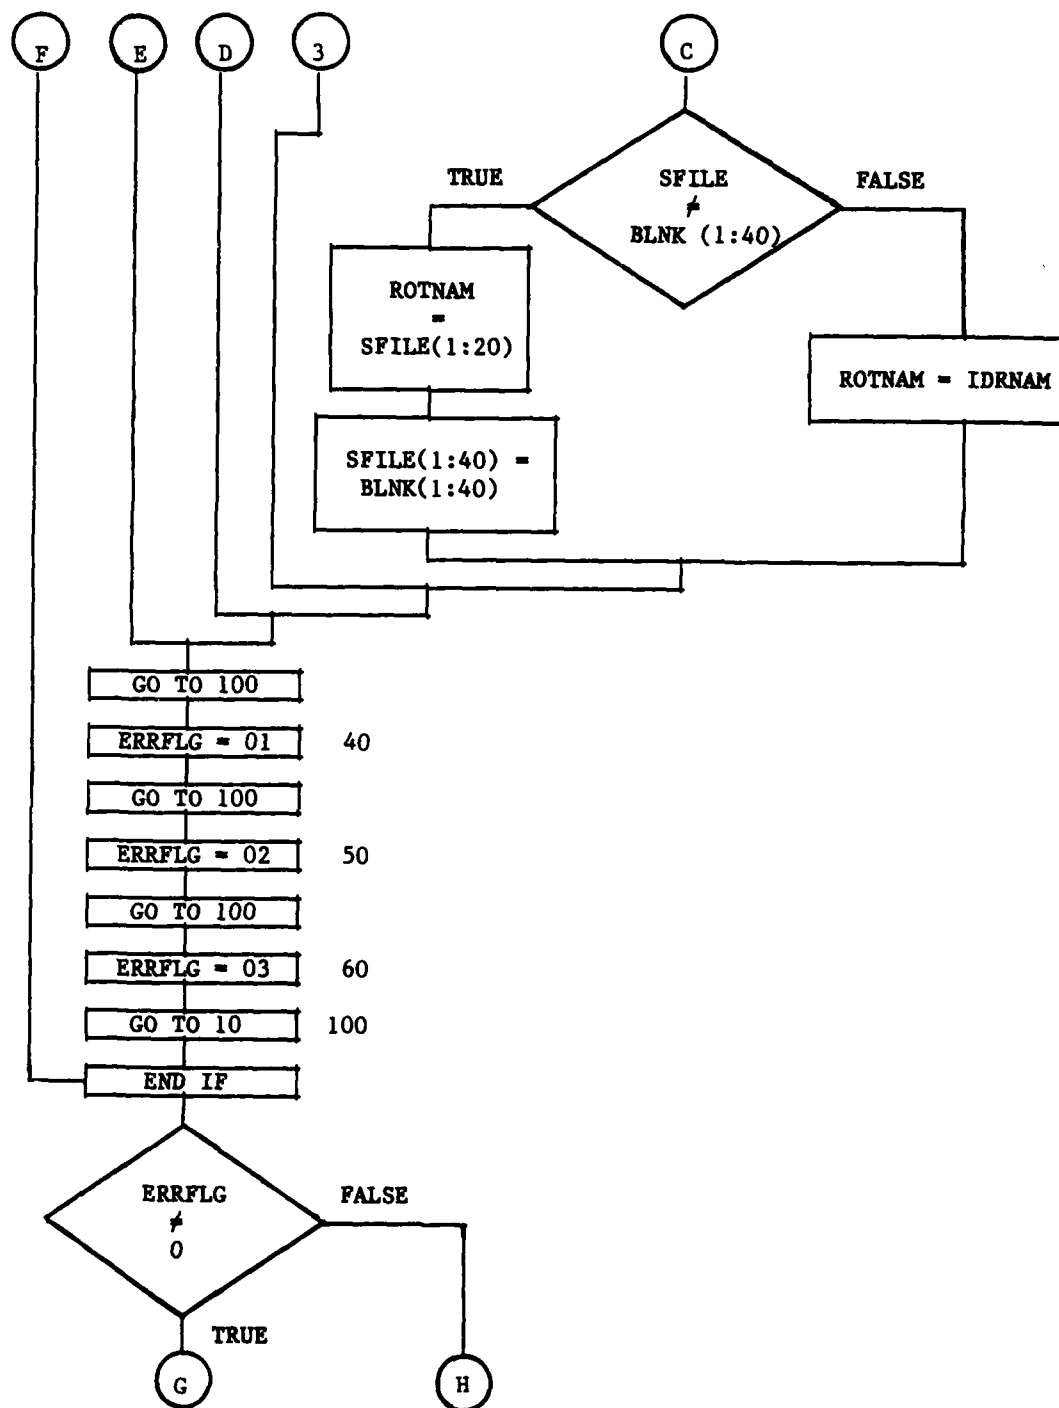 F E D 3 C
TRUE
SFILE
≠
BLNK (1:40)
FALSE
ROTNAM
=
SFILE(1:20)
ROTNAM = IDRNAM
SFILE(1:40) =
BLNK(1:40)
GO TO 100
ERRFLG = 01 40
GO TO 100
ERRFLG = 02 50
GO TO 100
ERRFLG = 03 60
GO TO 10 100
END IF
ERRFLG
≠
0
FALSE
TRUE
G H